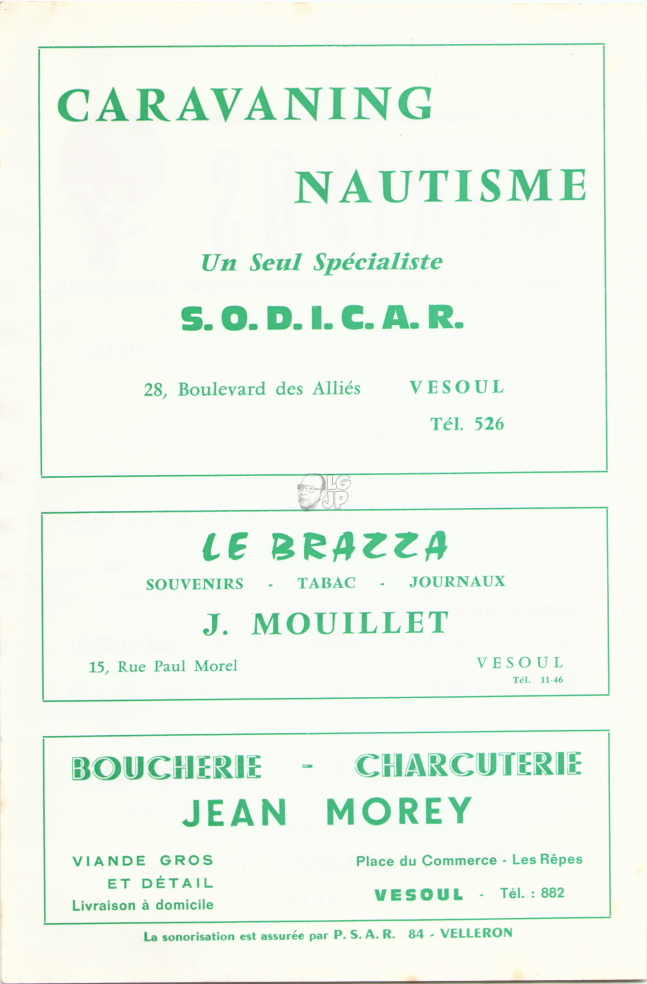 CARAVANING
NAUTISME
Un Seul Spécialiste
S. O. D. I. C. A. R.
28, Boulevard des Alliés VESOUL
Tél. 526
LG
JP
LE BRAZZA
SOUVENIRS - TABAC - JOURNAUX
J. MOUILLET
15, Rue Paul Morel VESOUL
Tél. 11-46
BOUCHERIE - CHARCUTERIE
JEAN MOREY
VIANDE GROS
ET DÉTAIL
Livraison à domicile
Place du Commerce - Les Rêpes
VESOUL - Tél. : 882
La sonorisation est assurée par P. S. A. R. 84 - VELLERON